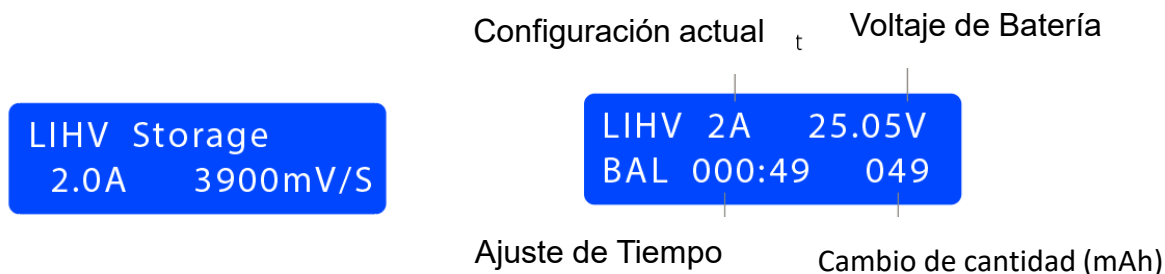 Configuración actual t Voltaje de Batería
LIHV Storage
2.0A 3900mV/S
LIHV 2A 25.05V
BAL 000:49 049
Ajuste de Tiempo Cambio de cantidad (mAh)